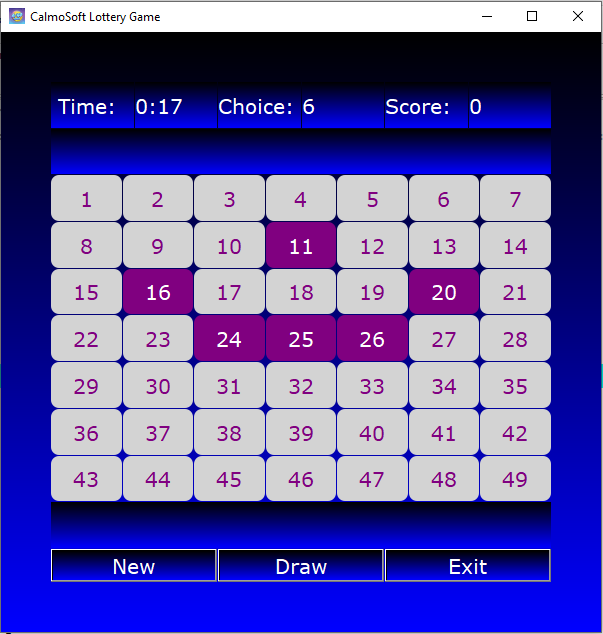 CalmoSoft Lottery Game
Time: 0:17 Choice: 6 Score: 0
1 2 3 4 5 6 7
8 9 10 11 12 13 14
15 16 17 18 19 20 21
22 23 24 25 26 27 28
29 30 31 32 33 34 35
36 37 38 39 40 41 42
43 44 45 46 47 48 49
New Draw Exit